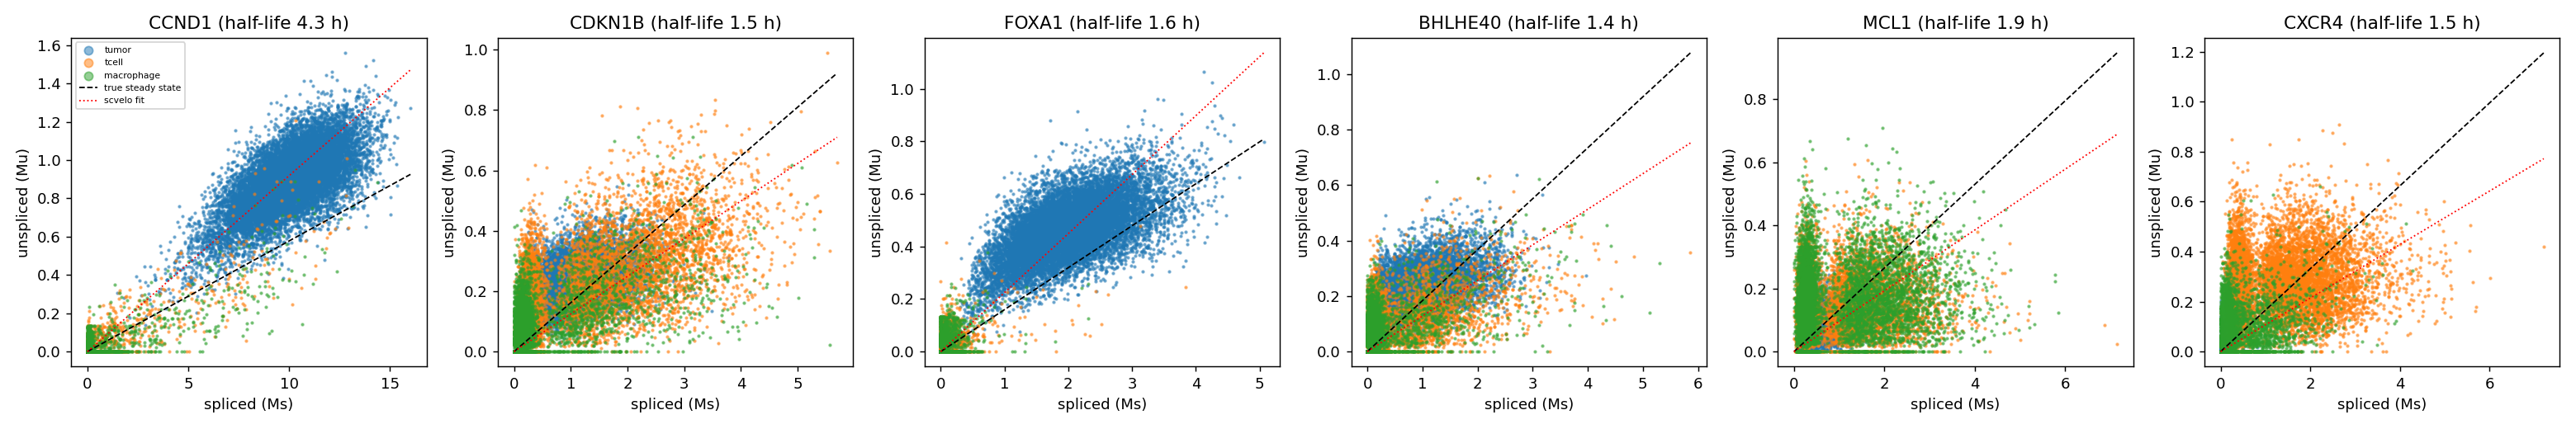 CCND1 (half-life 4.3 h)
unspliced (Mu)
1.6
1.4
1.2
1.0
0.8
0.6
0.4
0.2
0.0
tumor
tcell
macrophage
true steady state
scvelo fit
0 5 10 15
spliced (Ms)
CDKN1B (half-life 1.5 h)
unspliced (Mu)
1.0
0.8
0.6
0.4
0.2
0.0
0 1 2 3 4 5
spliced (Ms)
FOXA1 (half-life 1.6 h)
unspliced (Mu)
1.0
0.8
0.6
0.4
0.2
0.0
0 1 2 3 4 5
spliced (Ms)
BHLHE40 (half-life 1.4 h)
unspliced (Mu)
1.0
0.8
0.6
0.4
0.2
0.0
0 1 2 3 4 5 6
spliced (Ms)
MCL1 (half-life 1.9 h)
unspliced (Mu)
0.8
0.6
0.4
0.2
0.0
0 2 4 6
spliced (Ms)
CXCR4 (half-life 1.5 h)
unspliced (Mu)
1.2
1.0
0.8
0.6
0.4
0.2
0.0
0 2 4 6
spliced (Ms)